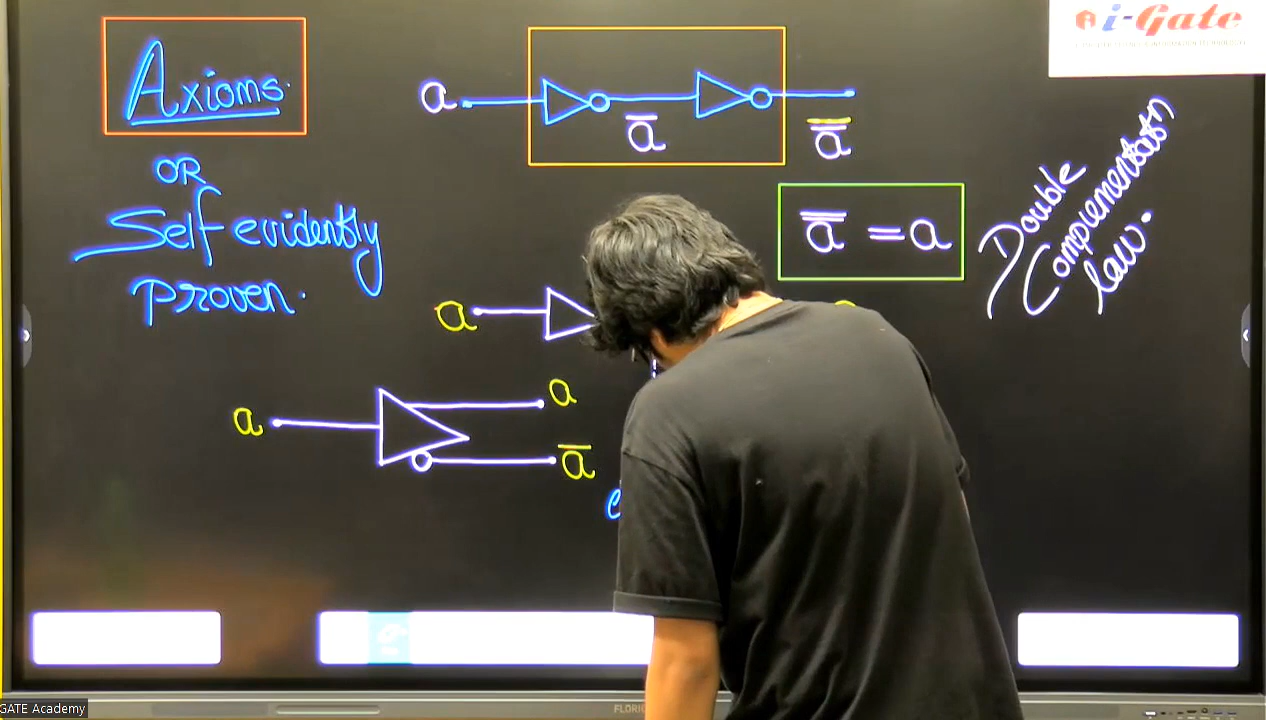 Axioms.
OR
Self evidently
proven.
a
a̅
a̿
a̿ = a
Double
Complementation
law.
a
a
a
a̅
i-Gate
GATE Academy